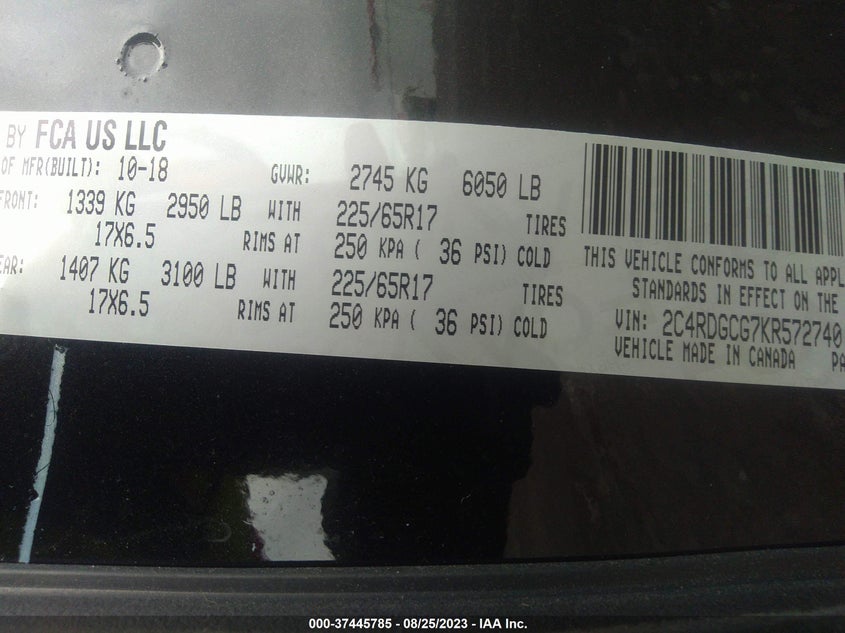 BY FCA US LLC
OF MFR(BUILT): 10-18 GVWR: 2745 KG 6050 LB
FRONT: 1339 KG 2950 LB WITH 225/65R17 TIRES
17X6.5 RIMS AT 250 KPA ( 36 PSI) COLD
EAR: 1407 KG 3100 LB WITH 225/65R17 TIRES
17X6.5 RIMS AT 250 KPA ( 36 PSI) COLD
THIS VEHICLE CONFORMS TO ALL APPL
STANDARDS IN EFFECT ON THE
VIN: 2C4RDGCG7KR572740
VEHICLE MADE IN CANADA PA
000-37445785 - 08/25/2023 - IAA Inc.